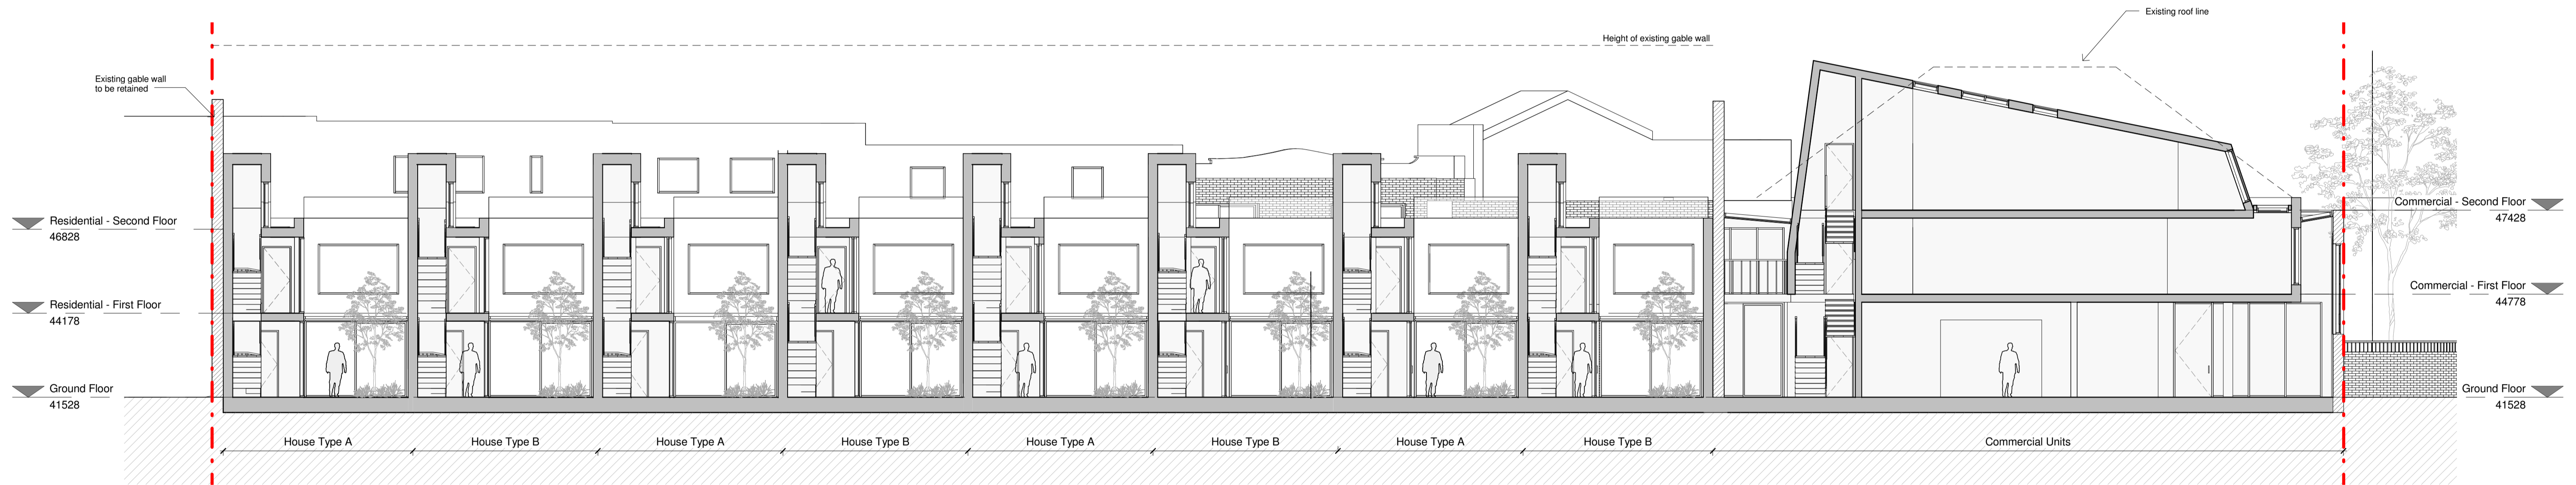 Existing roof line
Height of existing gable wall
Existing gable wall
to be retained
Residential - Second Floor
46828
Residential - First Floor
44178
Ground Floor
41528
Commercial - Second Floor
47428
Commercial - First Floor
44778
Ground Floor
41528
House Type A
House Type B
House Type A
House Type B
House Type A
House Type B
House Type A
House Type B
Commercial Units